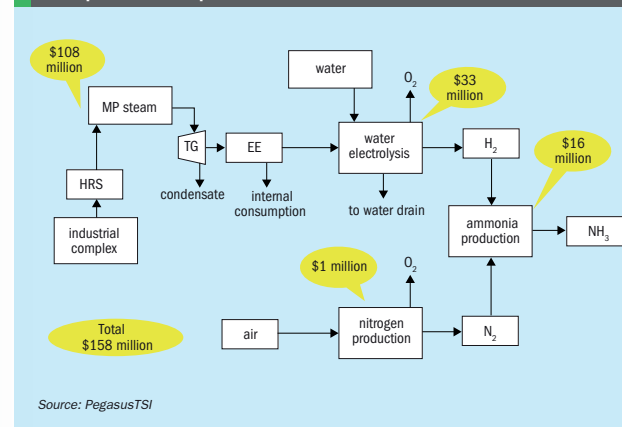 $108
million
MP steam
HRS
industrial
complex
TG
condensate
EE
internal
consumption
water
water
electrolysis
O₂
$33
million
to water drain
H₂
$16
million
ammonia
production
NH₃
$1 million
O₂
air
nitrogen
production
N₂
Total
$158 million
Source: PegasusTSI